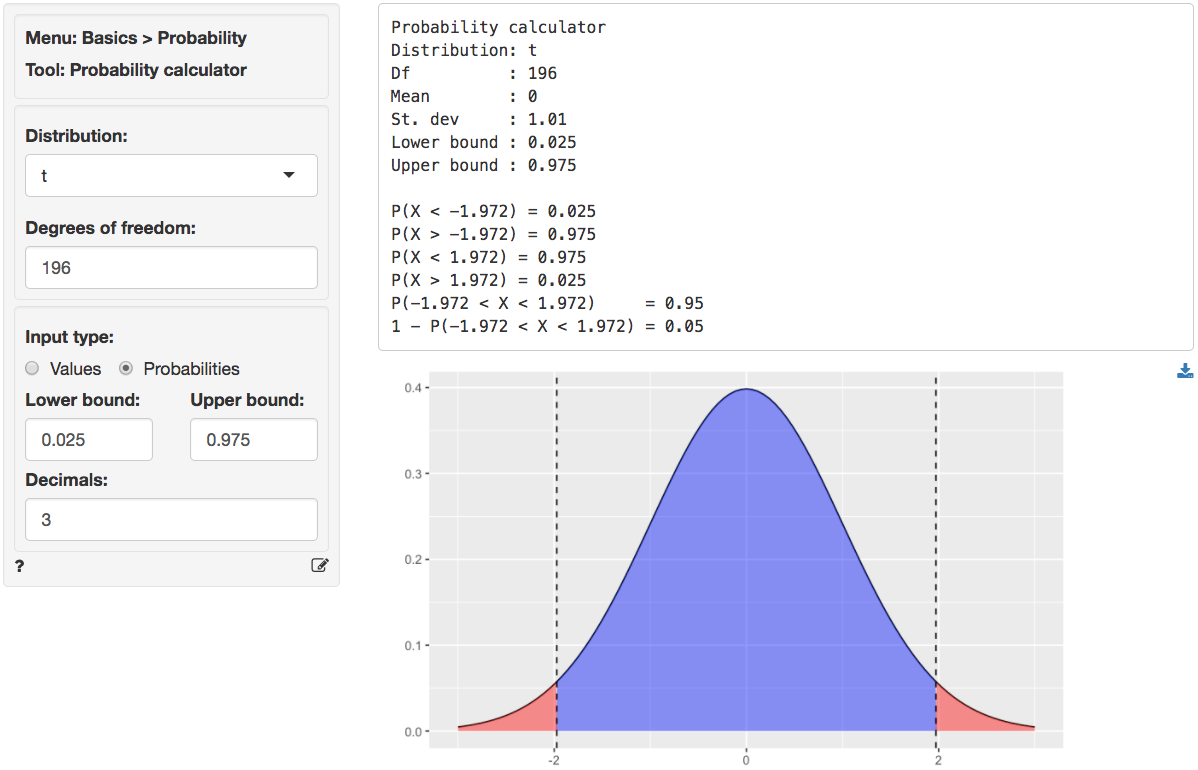 Menu: Basics > Probability
Tool: Probability calculator
Distribution:
t
Degrees of freedom:
196
Input type:
Values Probabilities
Lower bound: Upper bound:
0.025 0.975
Decimals:
3
?
Probability calculator
Distribution: t
Df          : 196
Mean        : 0
St. dev     : 1.01
Lower bound : 0.025
Upper bound : 0.975
P(X < −1.972) = 0.025
P(X > −1.972) = 0.975
P(X < 1.972) = 0.975
P(X > 1.972) = 0.025
P(−1.972 < X < 1.972)     = 0.95
1 − P(−1.972 < X < 1.972) = 0.05
0.4
0.3
0.2
0.1
0.0
-2 0 2